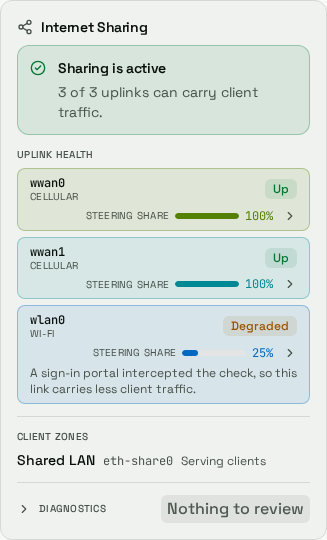 Internet Sharing
Sharing is active
3 of 3 uplinks can carry client
traffic.
UPLINK HEALTH
wwan0
CELLULAR
Up
STEERING SHARE 100%
wwan1
CELLULAR
Up
STEERING SHARE 100%
wlan0
WI-FI
Degraded
STEERING SHARE 25%
A sign-in portal intercepted the check, so this
link carries less client traffic.
CLIENT ZONES
Shared LAN eth-share0 Serving clients
DIAGNOSTICS Nothing to review